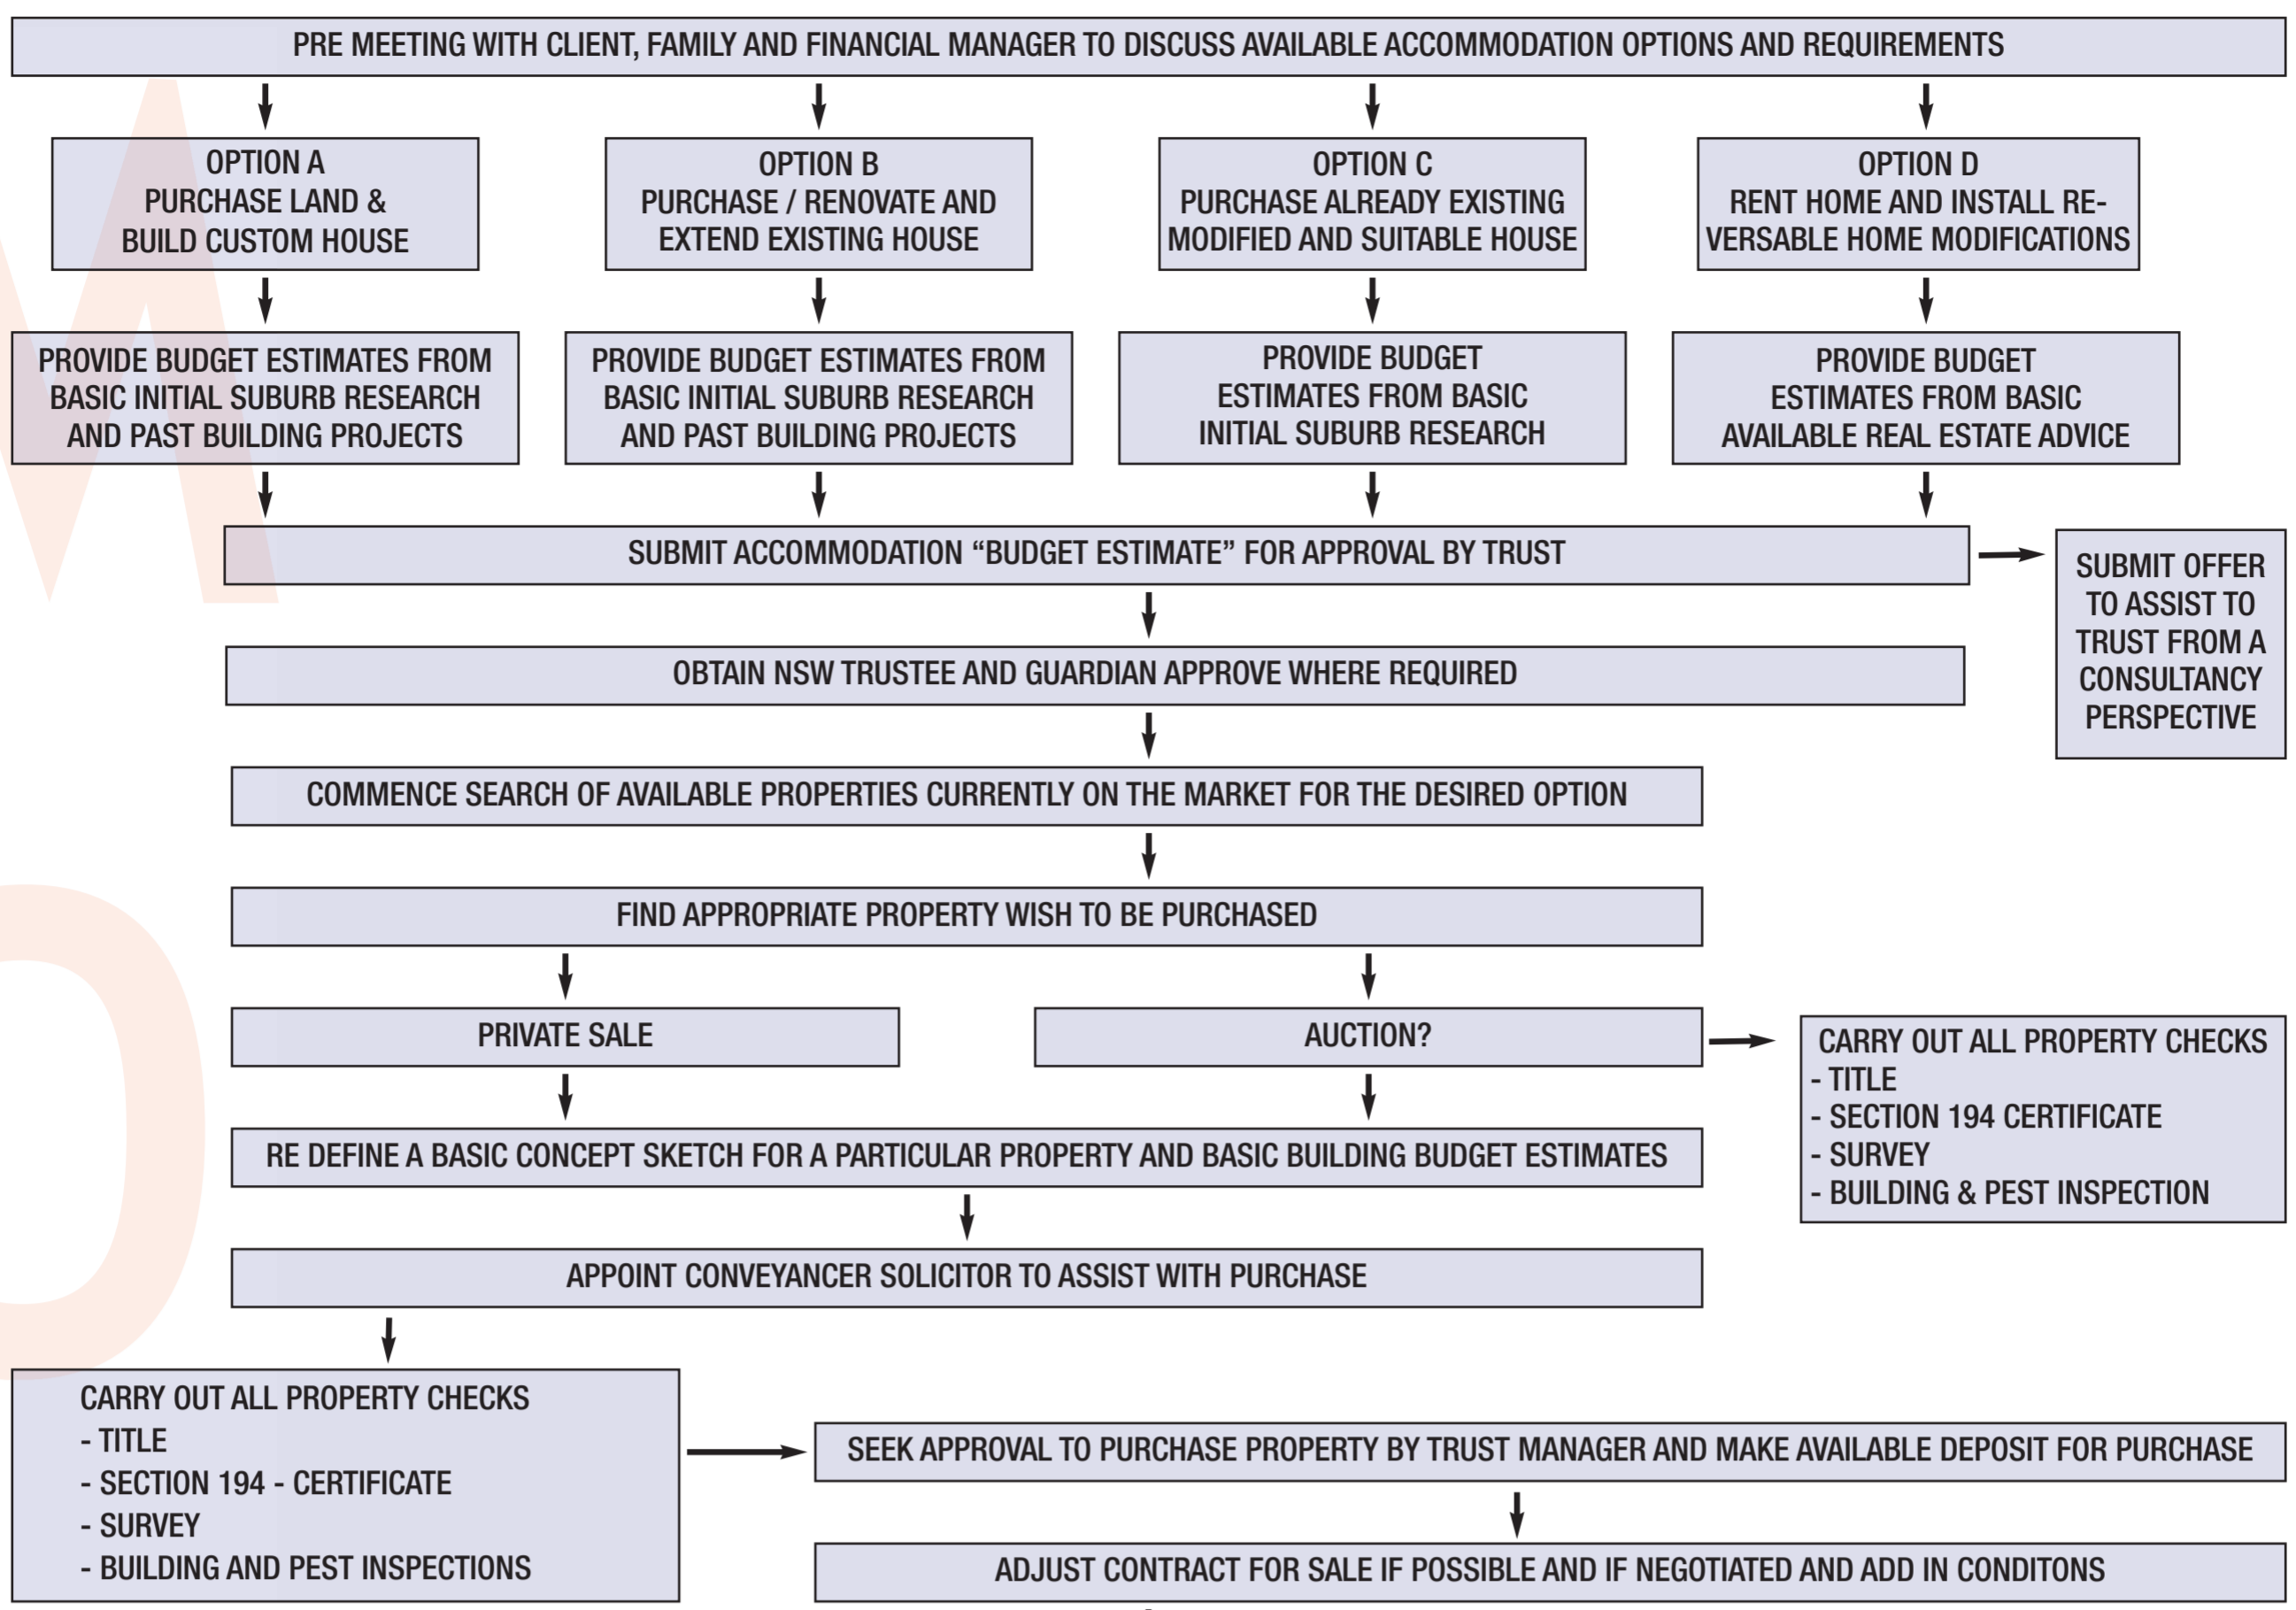 PRE MEETING WITH CLIENT, FAMILY AND FINANCIAL MANAGER TO DISCUSS AVAILABLE ACCOMMODATION OPTIONS AND REQUIREMENTS
OPTION A
PURCHASE LAND &
BUILD CUSTOM HOUSE
OPTION B
PURCHASE / RENOVATE AND
EXTEND EXISTING HOUSE
OPTION C
PURCHASE ALREADY EXISTING
MODIFIED AND SUITABLE HOUSE
OPTION D
RENT HOME AND INSTALL RE-
VERSABLE HOME MODIFICATIONS
PROVIDE BUDGET ESTIMATES FROM
BASIC INITIAL SUBURB RESEARCH
AND PAST BUILDING PROJECTS
PROVIDE BUDGET ESTIMATES FROM
BASIC INITIAL SUBURB RESEARCH
AND PAST BUILDING PROJECTS
PROVIDE BUDGET
ESTIMATES FROM BASIC
INITIAL SUBURB RESEARCH
PROVIDE BUDGET
ESTIMATES FROM BASIC
AVAILABLE REAL ESTATE ADVICE
SUBMIT ACCOMMODATION “BUDGET ESTIMATE” FOR APPROVAL BY TRUST
SUBMIT OFFER
TO ASSIST TO
TRUST FROM A
CONSULTANCY
PERSPECTIVE
OBTAIN NSW TRUSTEE AND GUARDIAN APPROVE WHERE REQUIRED
COMMENCE SEARCH OF AVAILABLE PROPERTIES CURRENTLY ON THE MARKET FOR THE DESIRED OPTION
FIND APPROPRIATE PROPERTY WISH TO BE PURCHASED
PRIVATE SALE
AUCTION?
CARRY OUT ALL PROPERTY CHECKS
- TITLE
- SECTION 194 CERTIFICATE
- SURVEY
- BUILDING & PEST INSPECTION
RE DEFINE A BASIC CONCEPT SKETCH FOR A PARTICULAR PROPERTY AND BASIC BUILDING BUDGET ESTIMATES
APPOINT CONVEYANCER SOLICITOR TO ASSIST WITH PURCHASE
CARRY OUT ALL PROPERTY CHECKS
- TITLE
- SECTION 194 - CERTIFICATE
- SURVEY
- BUILDING AND PEST INSPECTIONS
SEEK APPROVAL TO PURCHASE PROPERTY BY TRUST MANAGER AND MAKE AVAILABLE DEPOSIT FOR PURCHASE
ADJUST CONTRACT FOR SALE IF POSSIBLE AND IF NEGOTIATED AND ADD IN CONDITONS